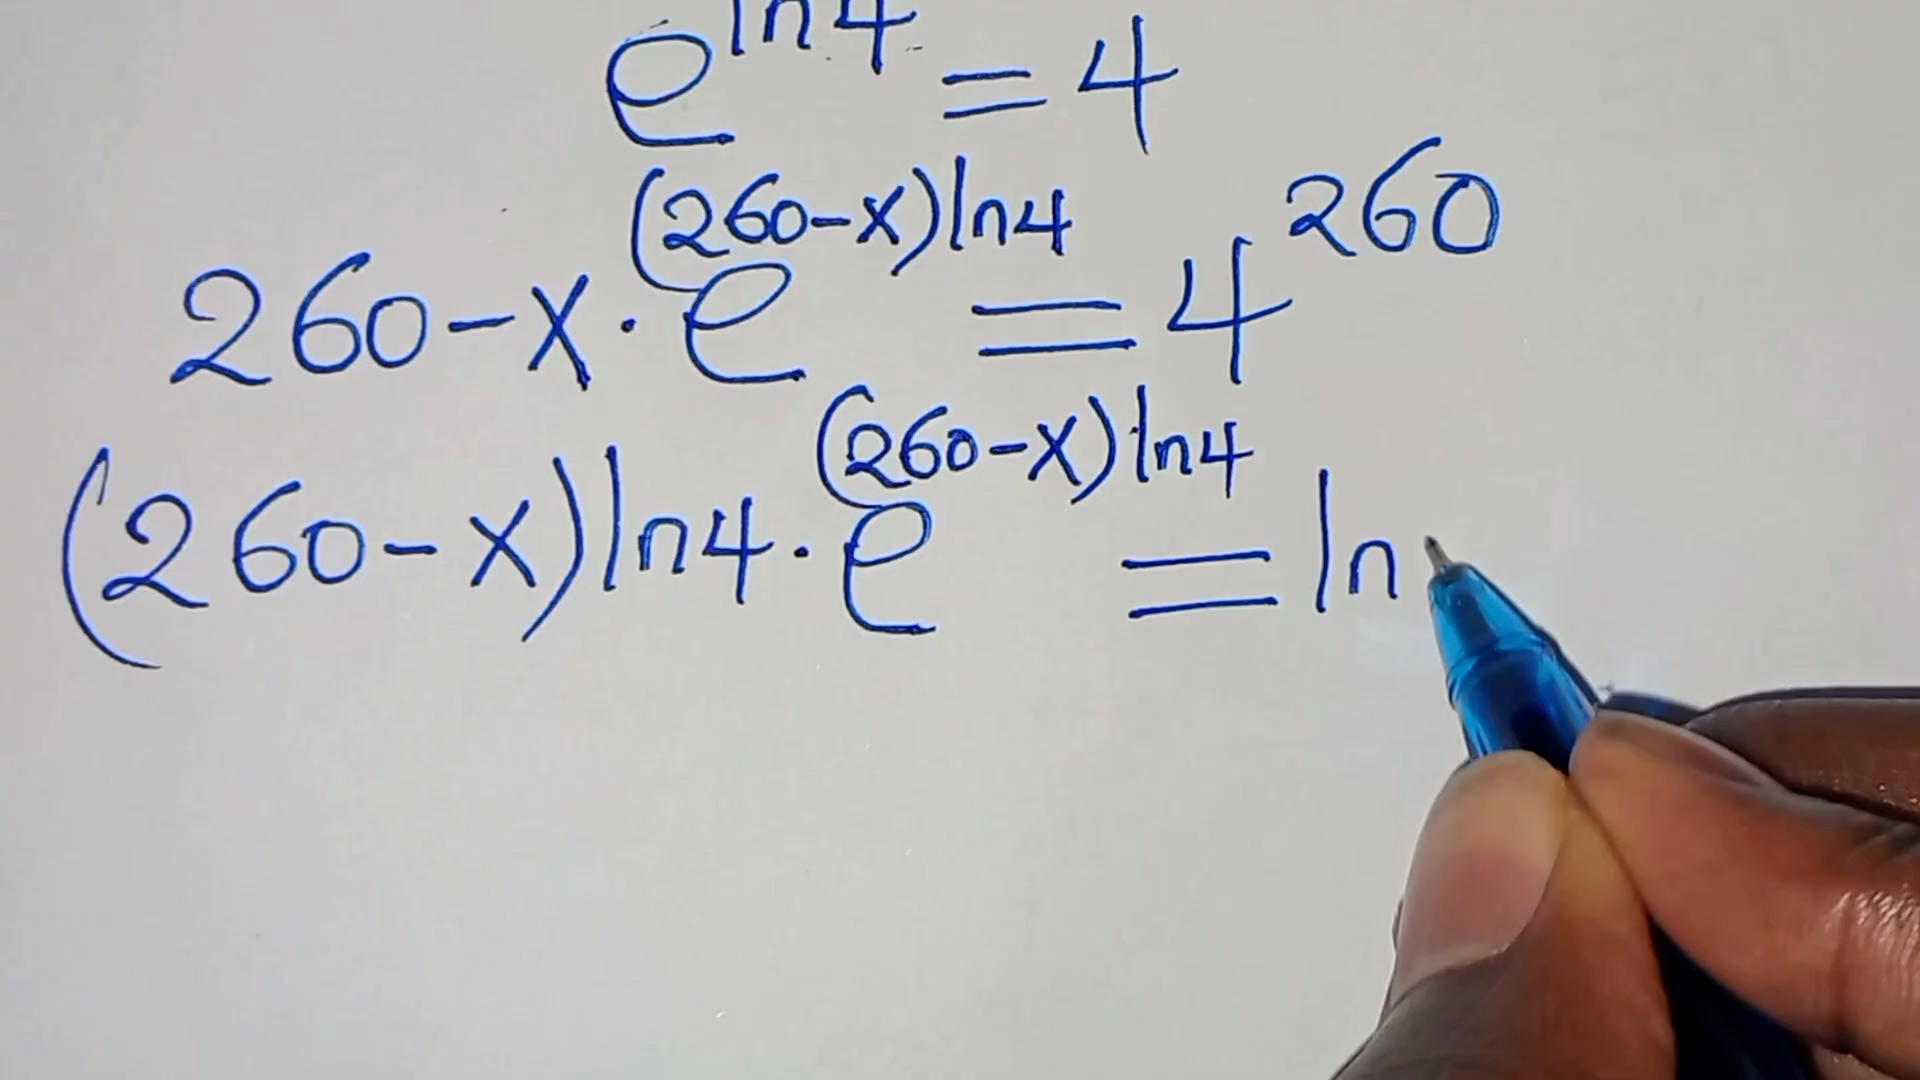 e^ln4 = 4
260-x·e^(260-x)ln4 = 4^260
(260-x)ln4·e^(260-x)ln4 = ln